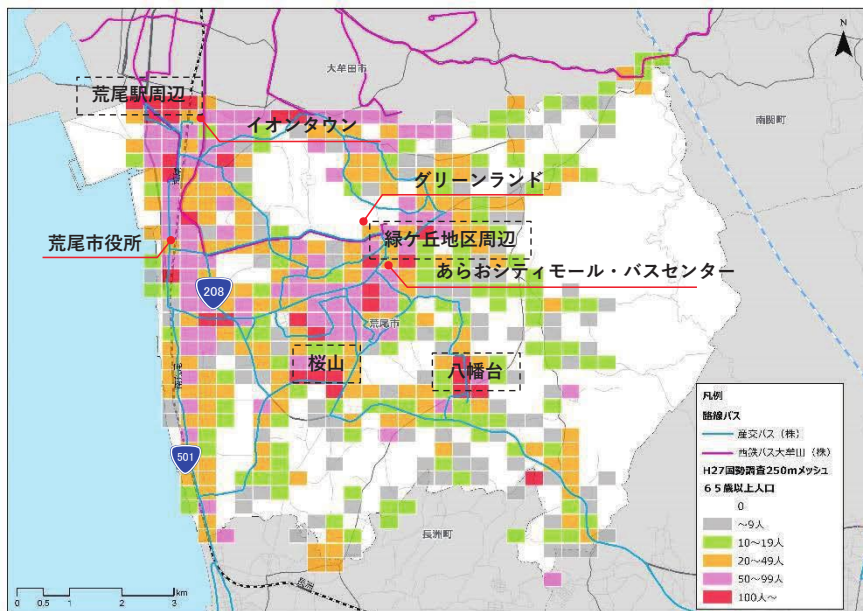 N
大牟田市
南関町
荒尾駅周辺
イオンタウン
グリーンランド
荒尾市役所
緑ケ丘地区周辺
あらおシティモール・バスセンター
208
荒尾市
桜山
八幡台
501
長洲町
凡例
路線バス
産交バス(株)
西鉄バス大牟田(株)
H27国勢調査250mメッシュ
65歳以上人口
0
~9人
10~19人
20~49人
50~99人
100人~
0 0.5 1 2 3 km